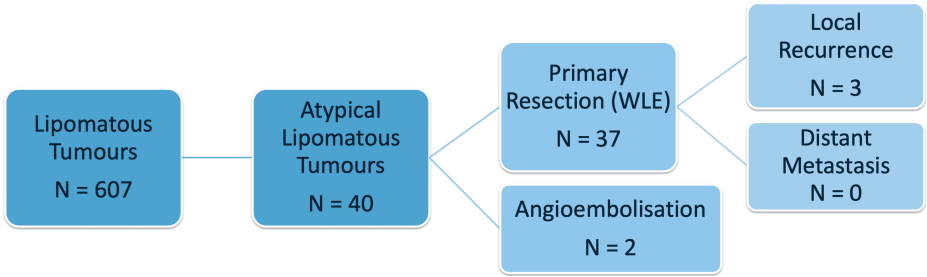 Lipomatous
Tumours
N = 607
Atypical
Lipomatous
Tumours
N = 40
Primary
Resection (WLE)
N = 37
Angioembolisation
N = 2
Local
Recurrence
N = 3
Distant
Metastasis
N = 0